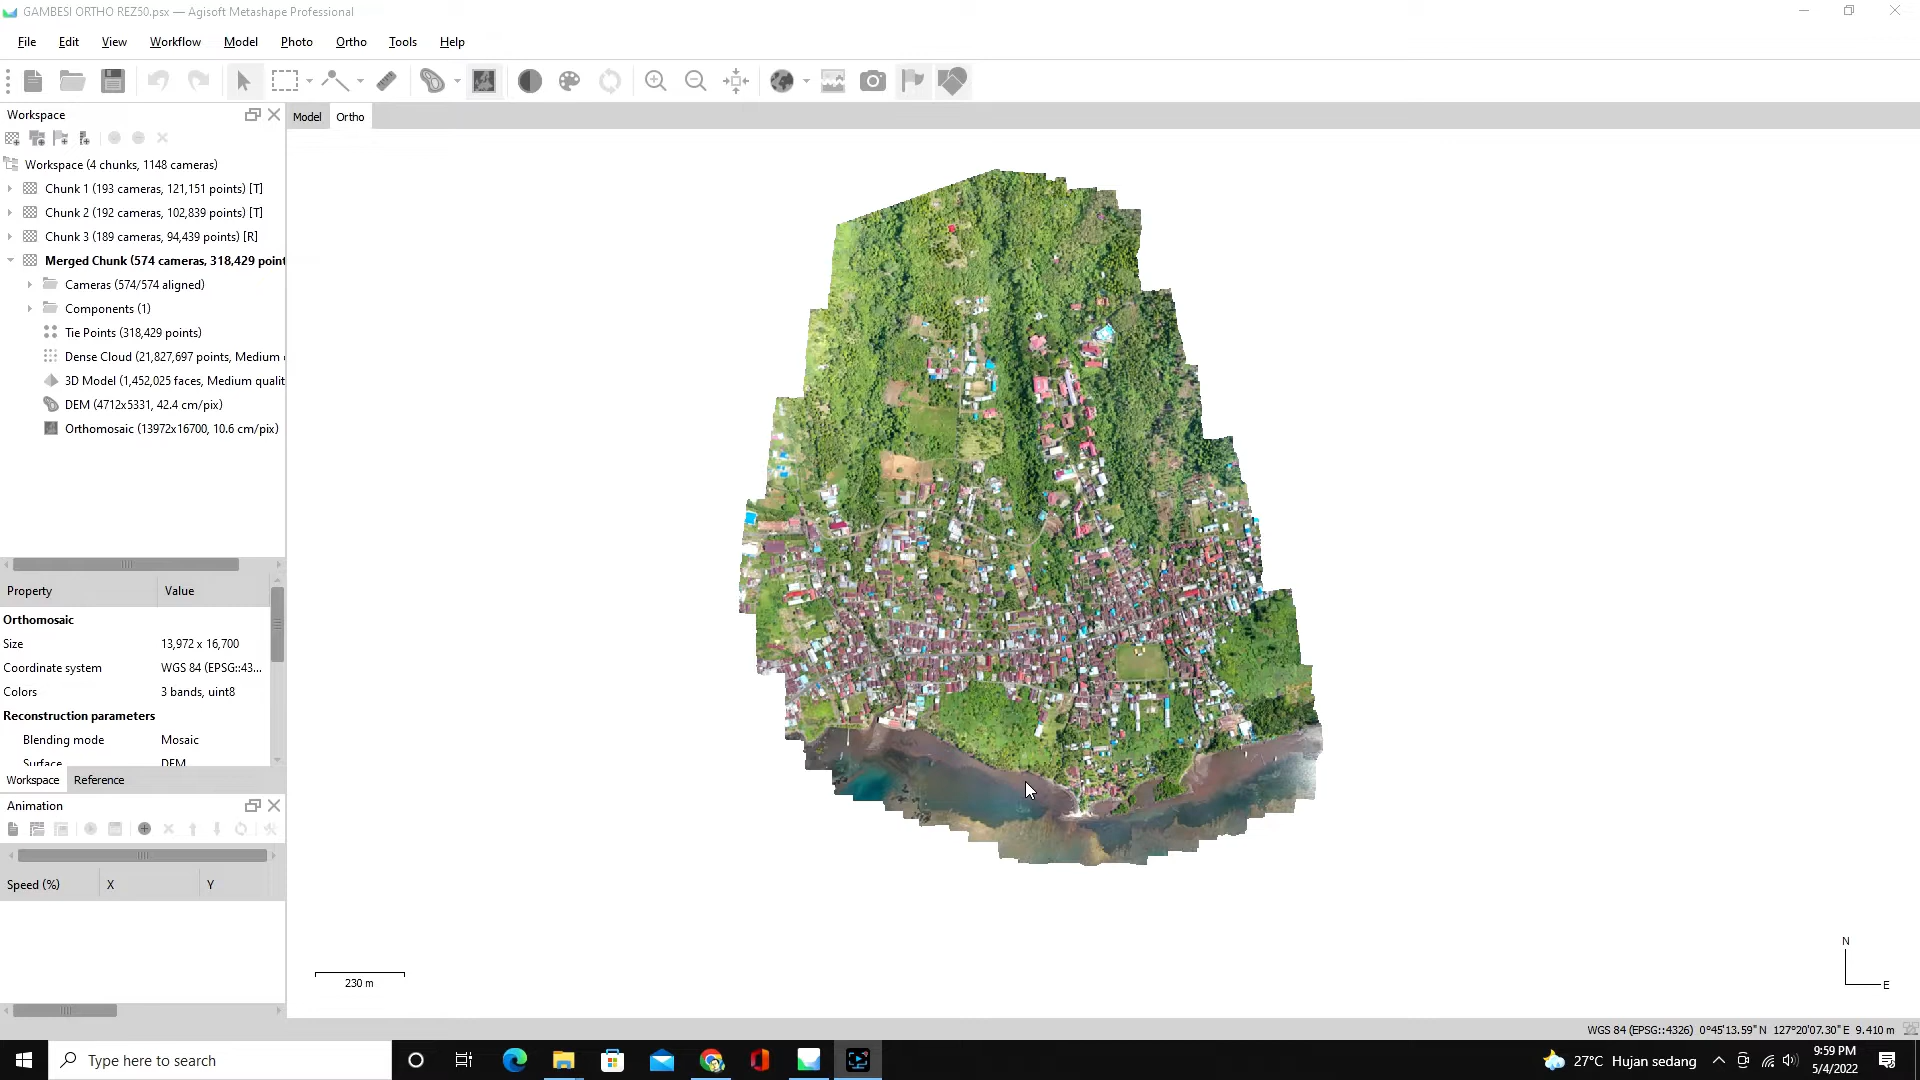 GAMBESI ORTHO REZ50.psx — Agisoft Metashape Professional
File Edit View Workflow Model Photo Ortho Tools Help
Workspace
Model Ortho
Workspace (4 chunks, 1148 cameras)
Chunk 1 (193 cameras, 121,151 points) [T]
Chunk 2 (192 cameras, 102,839 points) [T]
Chunk 3 (189 cameras, 94,439 points) [R]
Merged Chunk (574 cameras, 318,429 point
Cameras (574/574 aligned)
Components (1)
Tie Points (318,429 points)
Dense Cloud (21,827,697 points, Medium
3D Model (1,452,025 faces, Medium qualit
DEM (4712x5331, 42.4 cm/pix)
Orthomosaic (13972x16700, 10.6 cm/pix)
Property Value
Orthomosaic
Size 13,972 x 16,700
Coordinate system WGS 84 (EPSG::43...
Colors 3 bands, uint8
Reconstruction parameters
Blending mode Mosaic
Surface DEM
Workspace Reference
Animation
Speed (%) X Y
230 m
N
E
WGS 84 (EPSG::4326) 0°45'13.59" N 127°20'07.30" E 9.410 m
Type here to search
27°C Hujan sedang
9:59 PM
5/4/2022